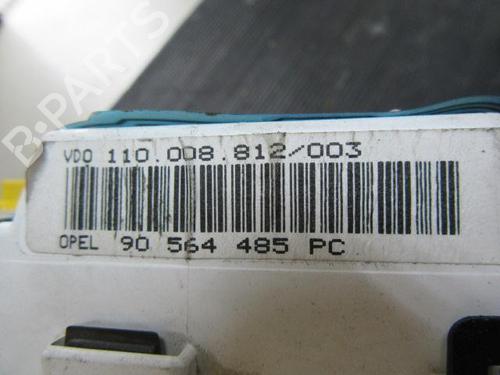 B-PARTS
VDO 110.008.812/003
OPEL 90 564 485 PC